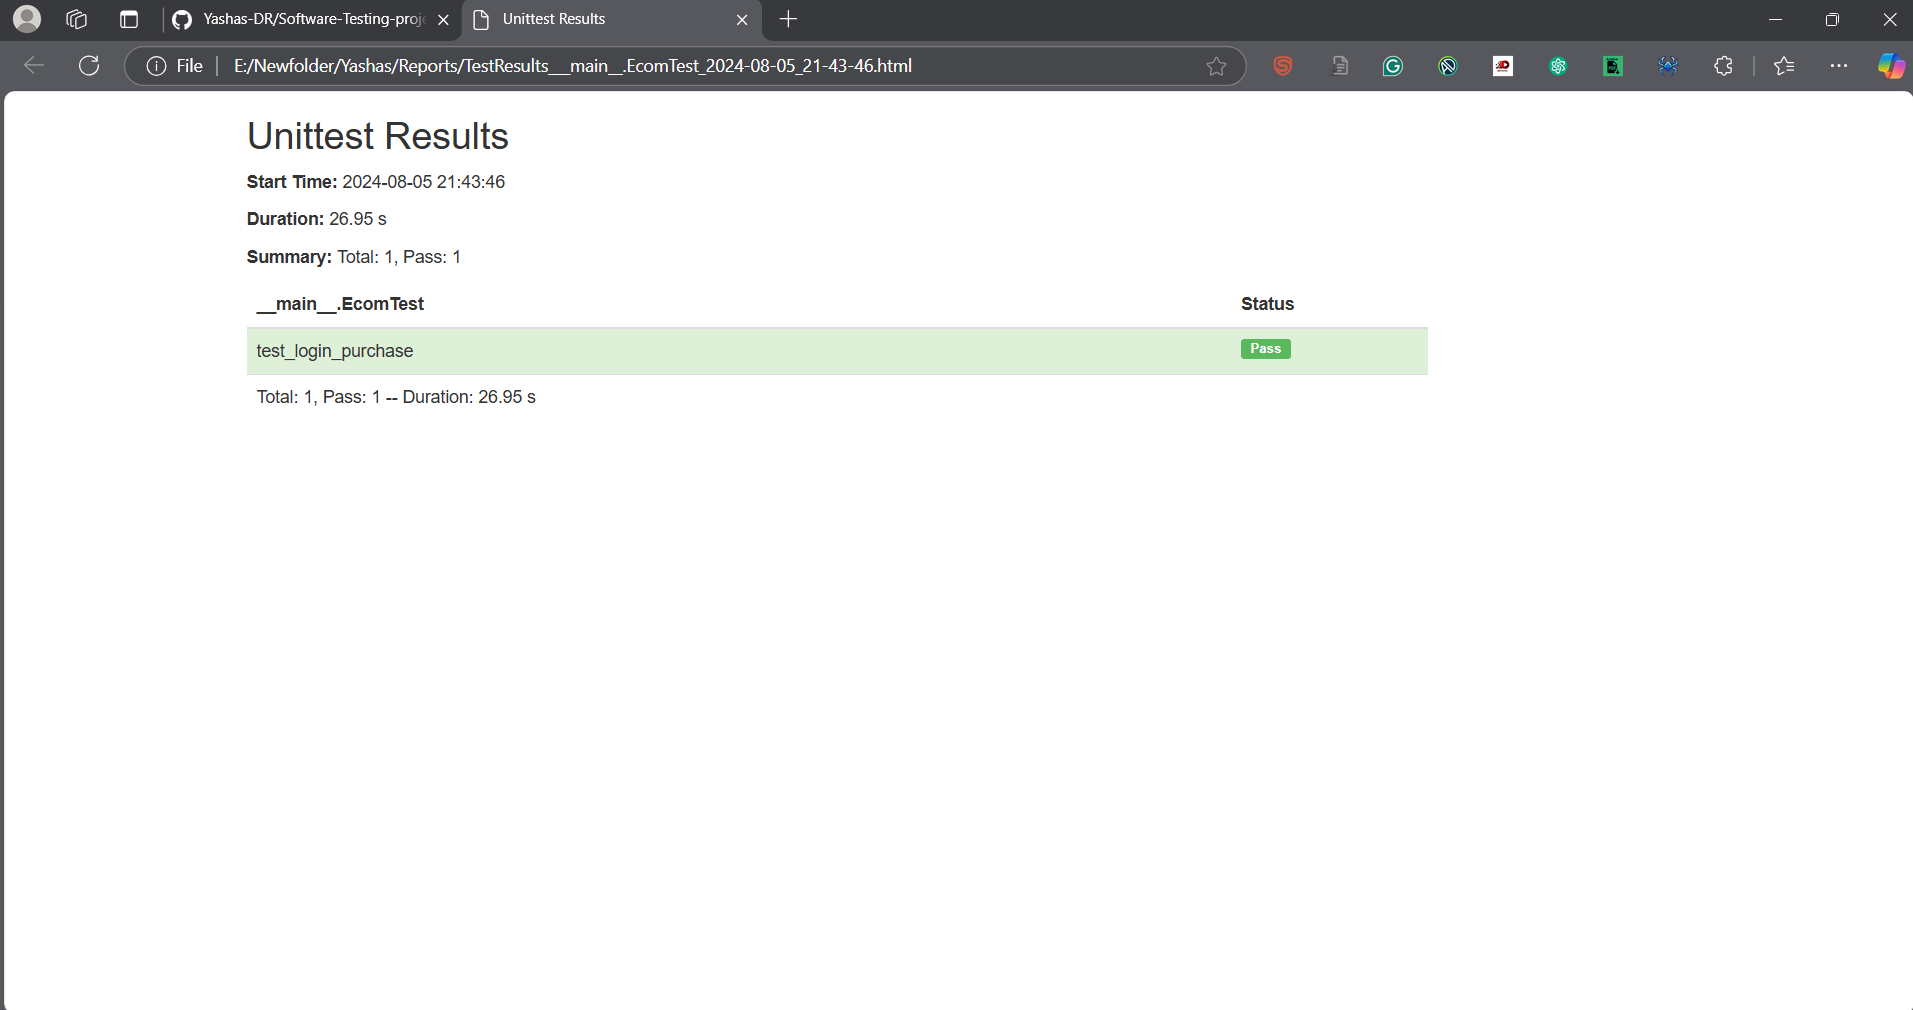 Yashas-DR/Software-Testing-proje
Unittest Results
File
E:/Newfolder/Yashas/Reports/TestResults___main__.EcomTest_2024-08-05_21-43-46.html
Unittest Results
Start Time: 2024-08-05 21:43:46
Duration: 26.95 s
Summary: Total: 1, Pass: 1
__main__.EcomTest Status
test_login_purchase Pass
Total: 1, Pass: 1 -- Duration: 26.95 s